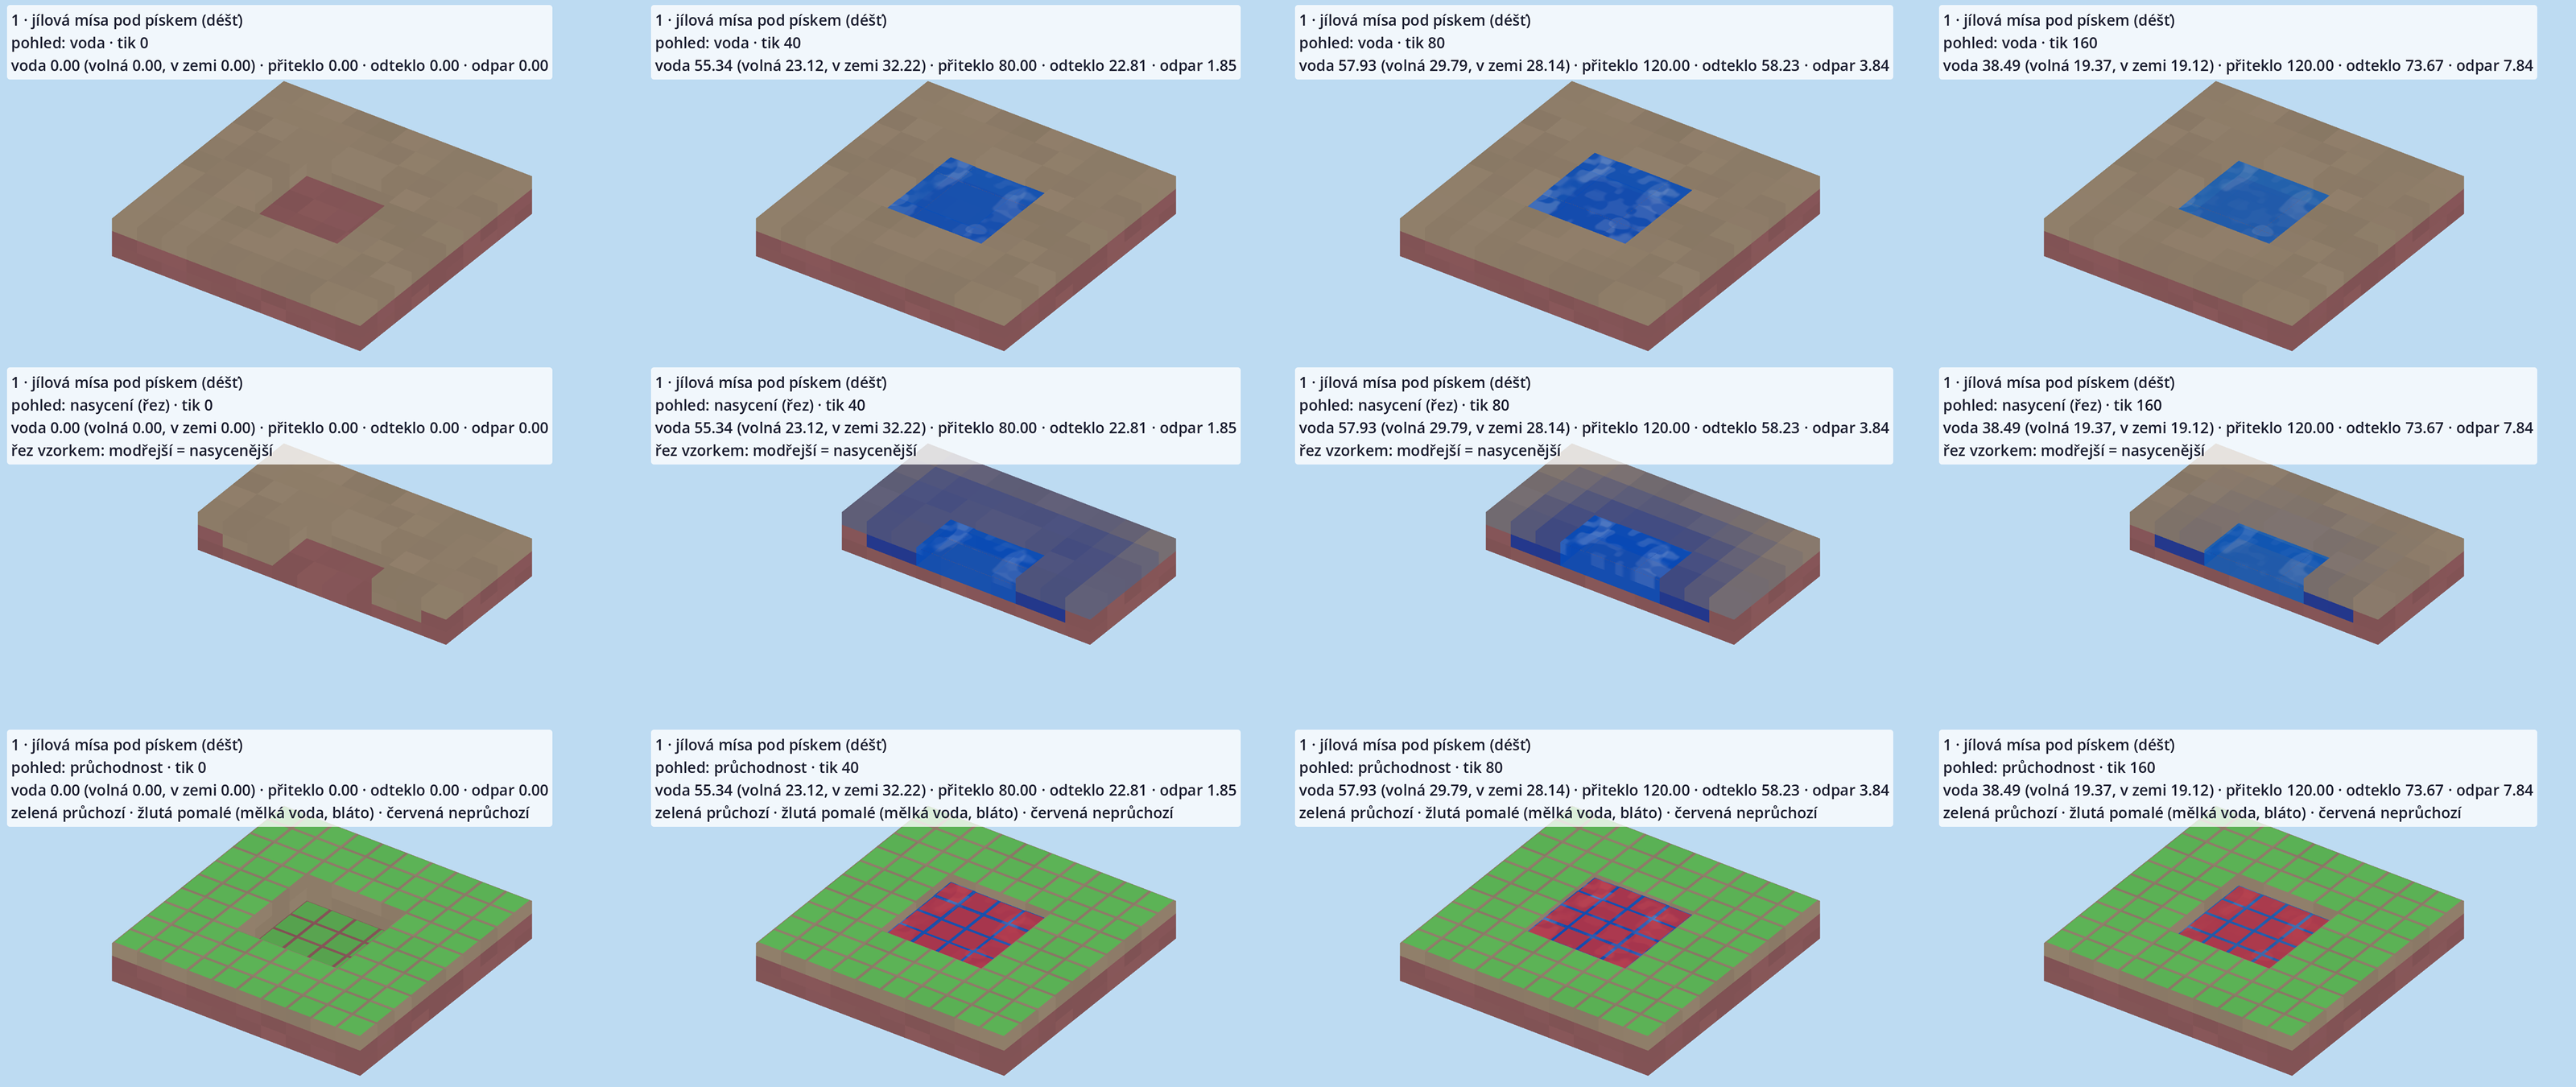 1 · jílová mísa pod pískem (déšť)
pohled: voda · tik 0
voda 0.00 (volná 0.00, v zemi 0.00) · přiteklo 0.00 · odteklo 0.00 · odpar 0.00
1 · jílová mísa pod pískem (déšť)
pohled: voda · tik 40
voda 55.34 (volná 23.12, v zemi 32.22) · přiteklo 80.00 · odteklo 22.81 · odpar 1.85
1 · jílová mísa pod pískem (déšť)
pohled: voda · tik 80
voda 57.93 (volná 29.79, v zemi 28.14) · přiteklo 120.00 · odteklo 58.23 · odpar 3.84
1 · jílová mísa pod pískem (déšť)
pohled: voda · tik 160
voda 38.49 (volná 19.37, v zemi 19.12) · přiteklo 120.00 · odteklo 73.67 · odpar 7.84
1 · jílová mísa pod pískem (déšť)
pohled: nasycení (řez) · tik 0
voda 0.00 (volná 0.00, v zemi 0.00) · přiteklo 0.00 · odteklo 0.00 · odpar 0.00
řez vzorkem: modřejší = nasycenější
1 · jílová mísa pod pískem (déšť)
pohled: nasycení (řez) · tik 40
voda 55.34 (volná 23.12, v zemi 32.22) · přiteklo 80.00 · odteklo 22.81 · odpar 1.85
řez vzorkem: modřejší = nasycenější
1 · jílová mísa pod pískem (déšť)
pohled: nasycení (řez) · tik 80
voda 57.93 (volná 29.79, v zemi 28.14) · přiteklo 120.00 · odteklo 58.23 · odpar 3.84
řez vzorkem: modřejší = nasycenější
1 · jílová mísa pod pískem (déšť)
pohled: nasycení (řez) · tik 160
voda 38.49 (volná 19.37, v zemi 19.12) · přiteklo 120.00 · odteklo 73.67 · odpar 7.84
řez vzorkem: modřejší = nasycenější
1 · jílová mísa pod pískem (déšť)
pohled: průchodnost · tik 0
voda 0.00 (volná 0.00, v zemi 0.00) · přiteklo 0.00 · odteklo 0.00 · odpar 0.00
zelená průchozí · žlutá pomalé (mělká voda, bláto) · červená neprůchozí
1 · jílová mísa pod pískem (déšť)
pohled: průchodnost · tik 40
voda 55.34 (volná 23.12, v zemi 32.22) · přiteklo 80.00 · odteklo 22.81 · odpar 1.85
zelená průchozí · žlutá pomalé (mělká voda, bláto) · červená neprůchozí
1 · jílová mísa pod pískem (déšť)
pohled: průchodnost · tik 80
voda 57.93 (volná 29.79, v zemi 28.14) · přiteklo 120.00 · odteklo 58.23 · odpar 3.84
zelená průchozí · žlutá pomalé (mělká voda, bláto) · červená neprůchozí
1 · jílová mísa pod pískem (déšť)
pohled: průchodnost · tik 160
voda 38.49 (volná 19.37, v zemi 19.12) · přiteklo 120.00 · odteklo 73.67 · odpar 7.84
zelená průchozí · žlutá pomalé (mělká voda, bláto) · červená neprůchozí